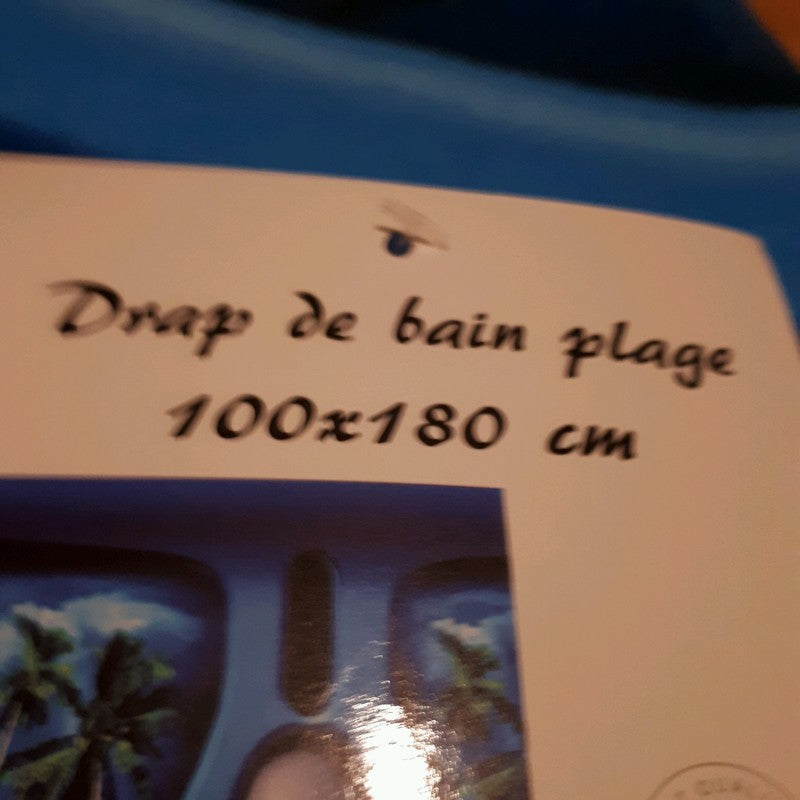 Drap de bain plage
100x180 cm